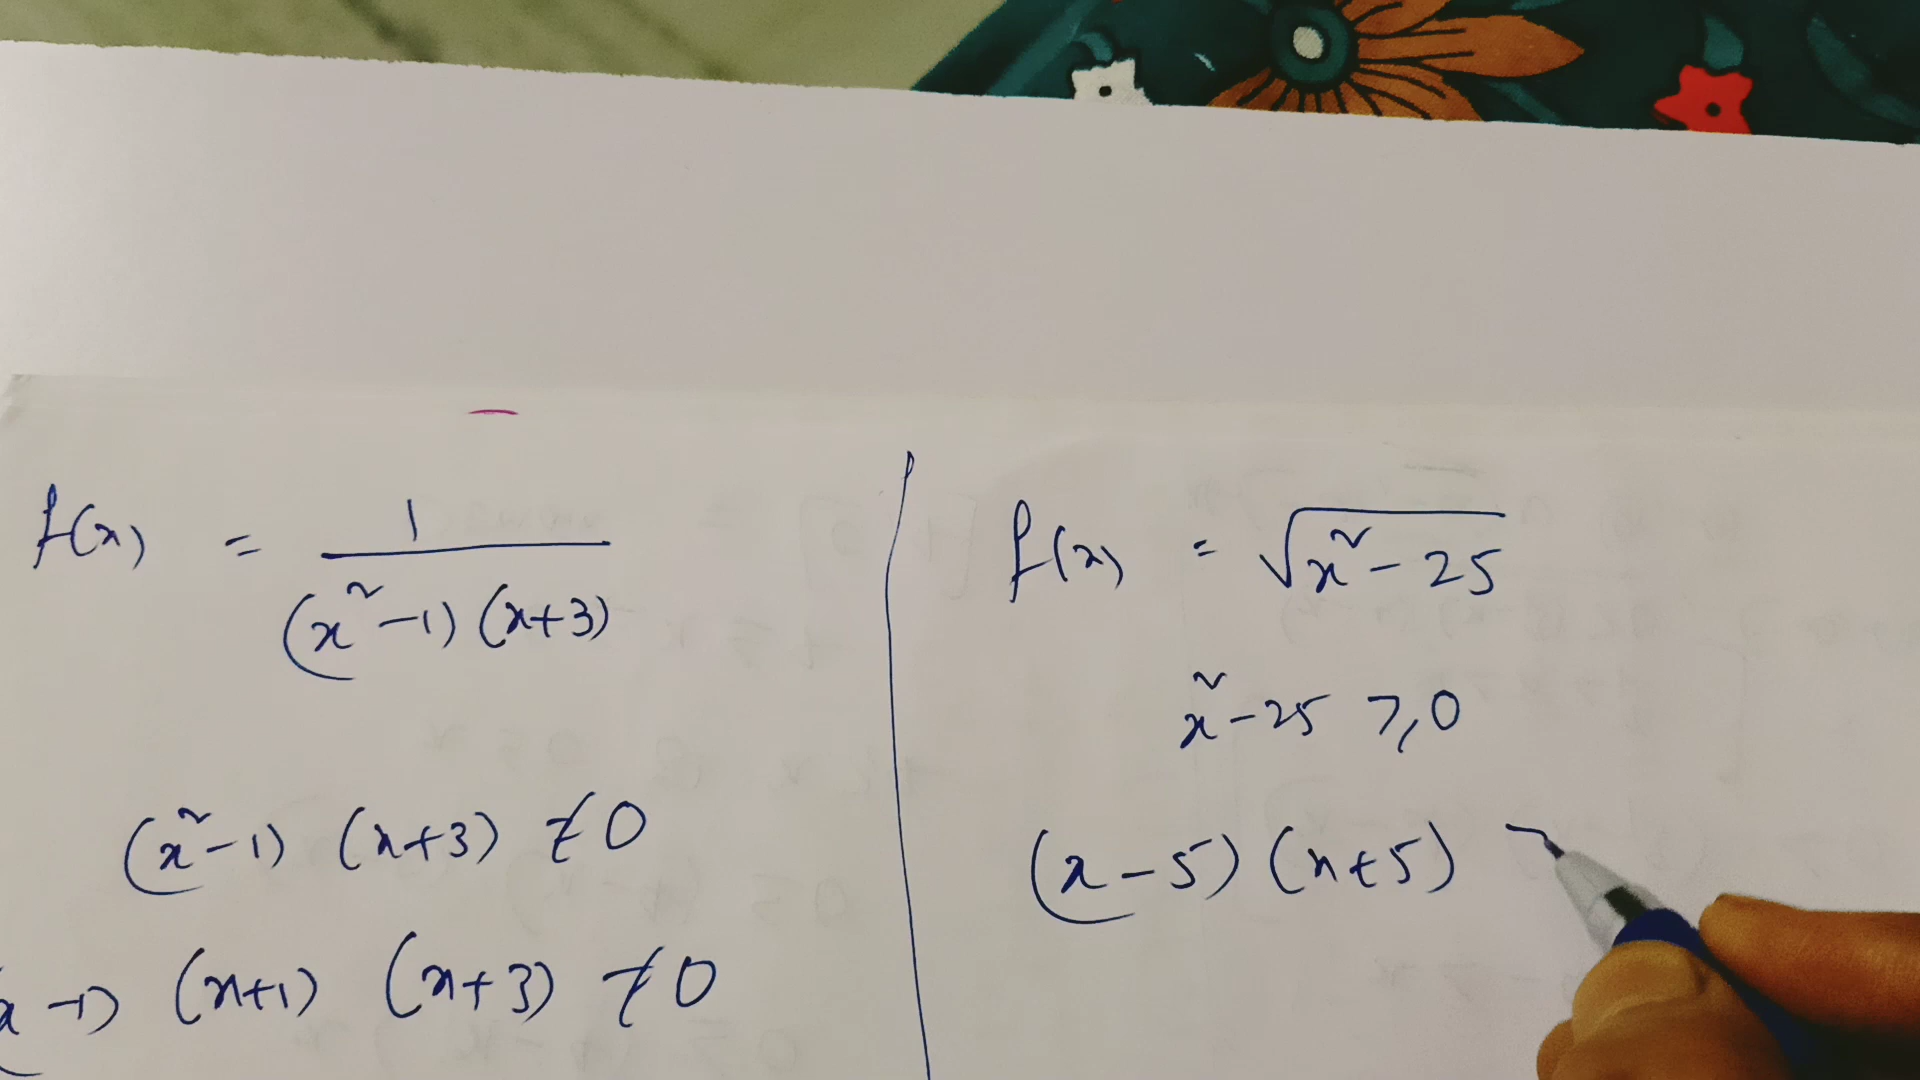 f(x) = 1 / (x² - 1) (x+3)
(x² - 1) (x+3) ≠ 0
x - 1) (x+1) (x+3) ≠ 0
f(x) = √x² - 25
x² - 25 ≥ 0
(x - 5) (x+5)